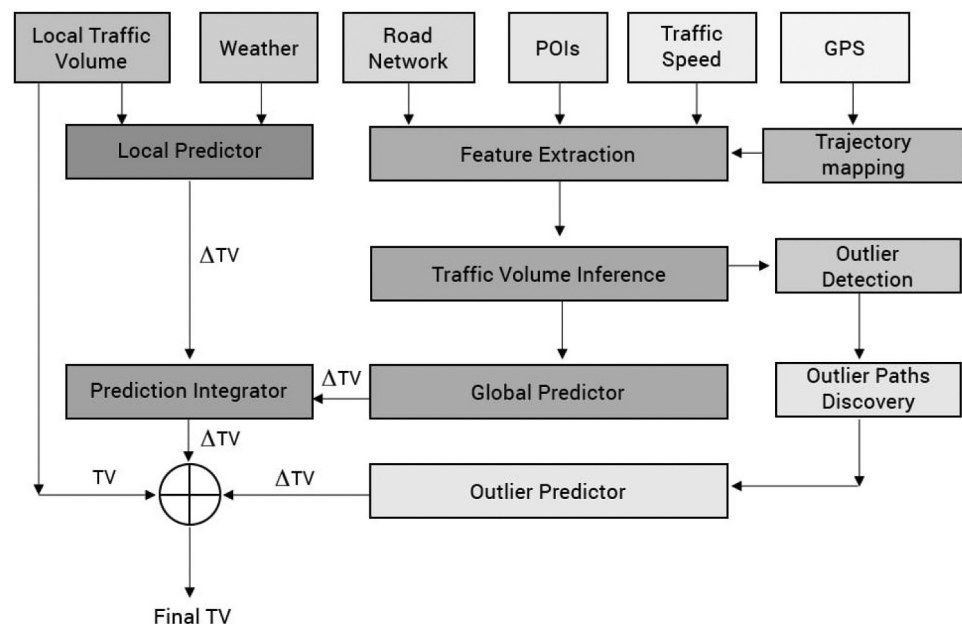 Local Traffic
Volume
Weather
Road
Network
POIs
Traffic
Speed
GPS
Local Predictor
Feature Extraction
Trajectory
mapping
ΔTV
Traffic Volume Inference
Outlier
Detection
Prediction Integrator
ΔTV
Global Predictor
Outlier Paths
Discovery
ΔTV
TV
ΔTV
Outlier Predictor
Final TV